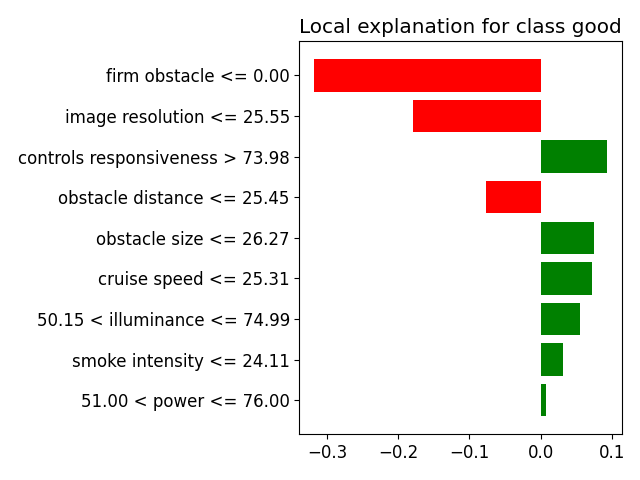 Local explanation for class good
firm obstacle <= 0.00
image resolution <= 25.55
controls responsiveness > 73.98
obstacle distance <= 25.45
obstacle size <= 26.27
cruise speed <= 25.31
50.15 < illuminance <= 74.99
smoke intensity <= 24.11
51.00 < power <= 76.00
−0.3 −0.2 −0.1 0.0 0.1